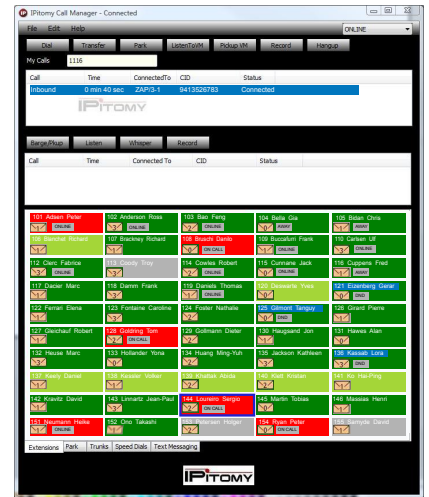 IPitomy Call Manager - Connected
File Edit Help ONLINE
Dial Transfer Park ListenToVM Pickup VM Record Hangup
My Calls 1116
Call Time ConnectedTo CID Status
Inbound 0 min 40 sec ZAP/3-1 9413526783 Connected
IPITOMY
Barge/Pkup Listen Whisper Record
Call Time Connected To CID Status
101 Adsen Peter 102 Anderson Ross 103 Bao Feng 104 Bella Gia 105 Bidan Chris
ONLINE ONLINE ONLINE AWAY AWAY
106 Blanchet Richard 107 Brackney Richard 108 Bruschi Danilo 109 Buccafurri Frank 110 Carlsen Ulf
ON CALL ONLINE ONLINE
112 Clerc Fabrice 113 Coody Troy 114 Cowles Robert 115 Cunnane Jack 116 Cuppens Fred
ONLINE ONLINE ONLINE AWAY
117 Dacier Marc 118 Damm Frank 119 Daniels Thomas 120 Deswarte Yves 121 Eizenberg Gerar
ONLINE DND
122 Ferrari Elena 123 Fontaine Caroline 124 Foster Nathalie 125 Gilmont Tanguy 126 Girard Pierre
DND
127 Gleichauf Robert 128 Golding Tom 129 Gollmann Dieter 130 Haugsand Jon 131 Hawes Alan
ONLINE ON CALL
132 Heuse Marc 133 Hollander Yona 134 Huang Ming-Yuh 135 Jackson Kathleen 136 Kassab Lora
DND
137 Keely Daniel 138 Kessler Volker 139 Khattak Abida 140 Klatt Kristian 141 Ko Hai-Ping
142 Kravitz David 143 Linnartz Jean-Paul 144 Loureiro Sergio 145 Martin Tobias 146 Massias Henri
ON CALL
151 Neumann Heike 152 Ono Takashi Petersen Holger 154 Ryan Peter Samyde David
ONLINE ON CALL
Extensions Park Trunks Speed Dials Text Messaging
IPITOMY